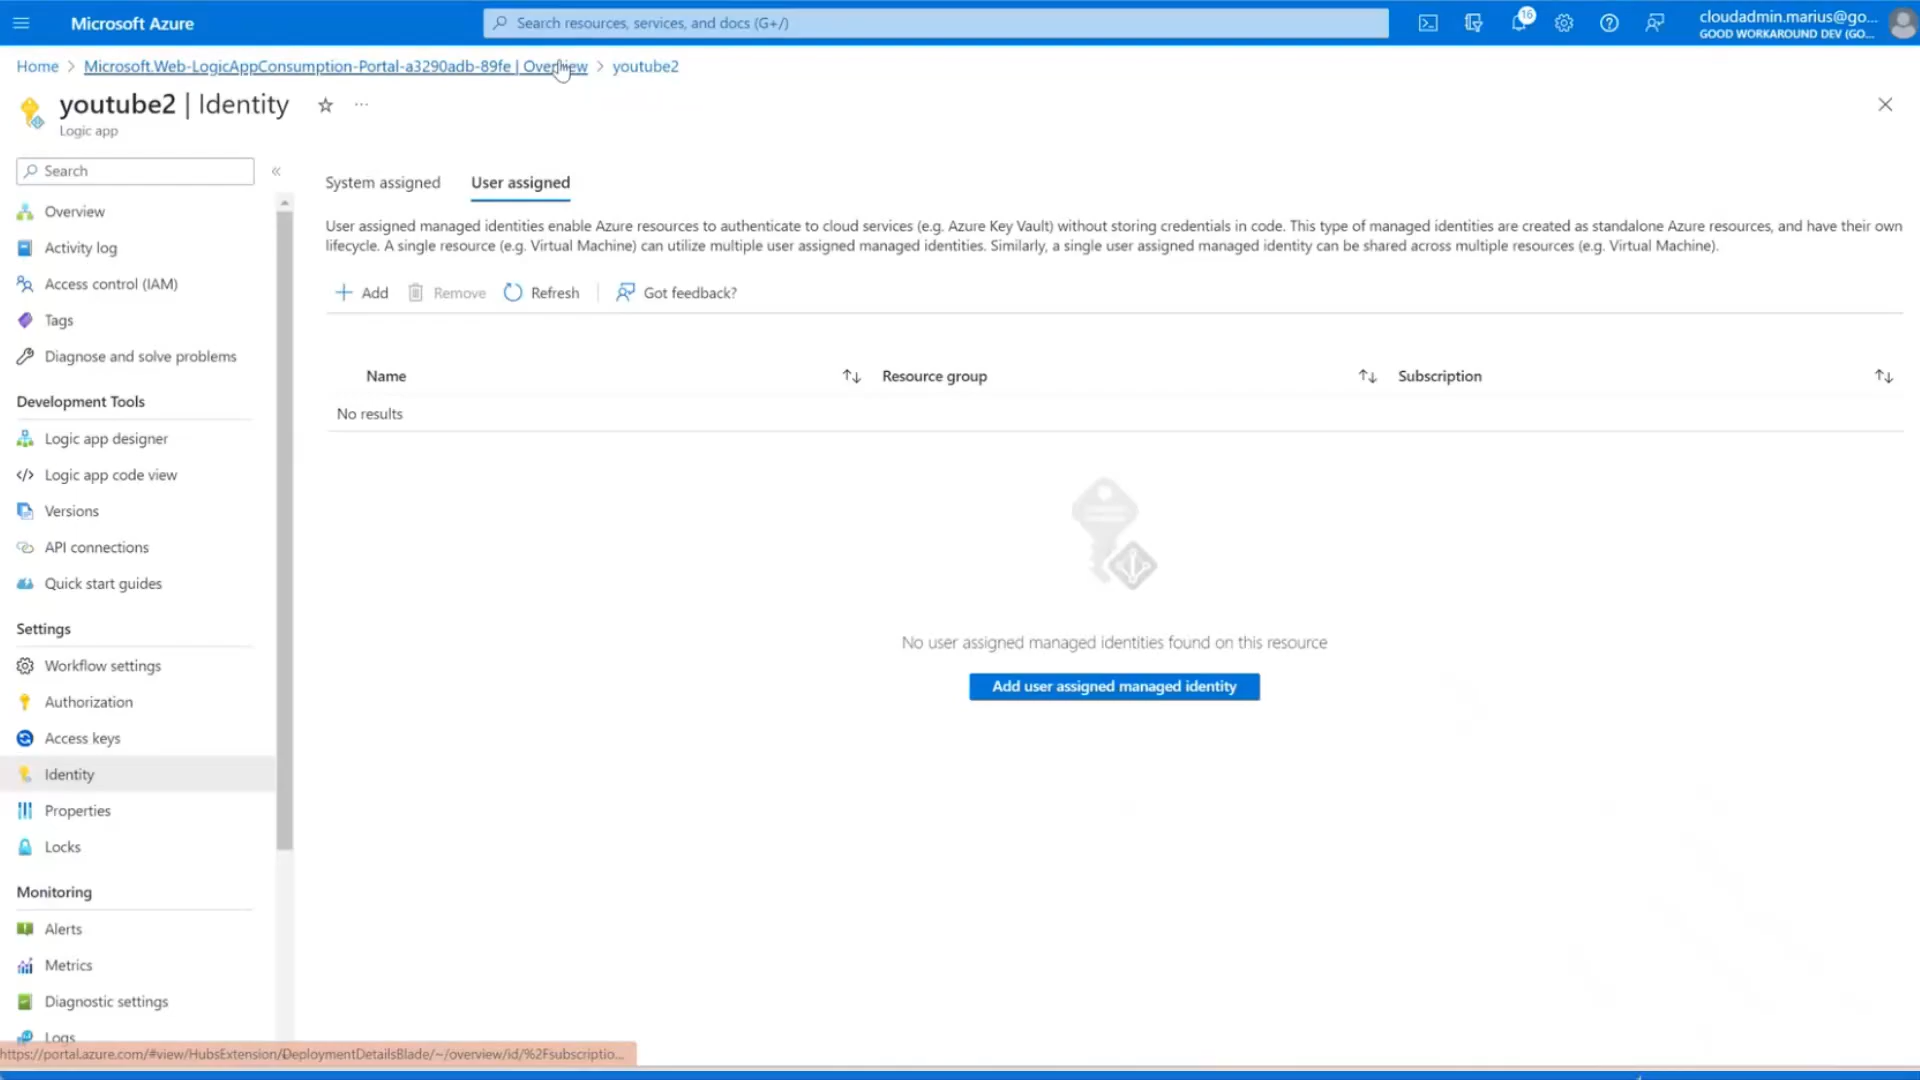 Microsoft Azure
Search resources, services, and docs (G+/)
16
cloudadmin.marius@go...
GOOD WORKAROUND DEV (GO...
Home > Microsoft.Web-LogicAppConsumption-Portal-a3290adb-89fe | Overview > youtube2
youtube2 | Identity
Logic app
Search
Overview
Activity log
Access control (IAM)
Tags
Diagnose and solve problems
Development Tools
Logic app designer
Logic app code view
Versions
API connections
Quick start guides
Settings
Workflow settings
Authorization
Access keys
Identity
Properties
Locks
Monitoring
Alerts
Metrics
Diagnostic settings
Logs
System assigned
User assigned
User assigned managed identities enable Azure resources to authenticate to cloud services (e.g. Azure Key Vault) without storing credentials in code. This type of managed identities are created as standalone Azure resources, and have their own
lifecycle. A single resource (e.g. Virtual Machine) can utilize multiple user assigned managed identities. Similarly, a single user assigned managed identity can be shared across multiple resources (e.g. Virtual Machine).
Add Remove Refresh Got feedback?
Name Resource group Subscription
No results
No user assigned managed identities found on this resource
Add user assigned managed identity
https://portal.azure.com/#view/HubsExtension/DeploymentDetailsBlade/~/overview/id/%2Fsubscriptio...